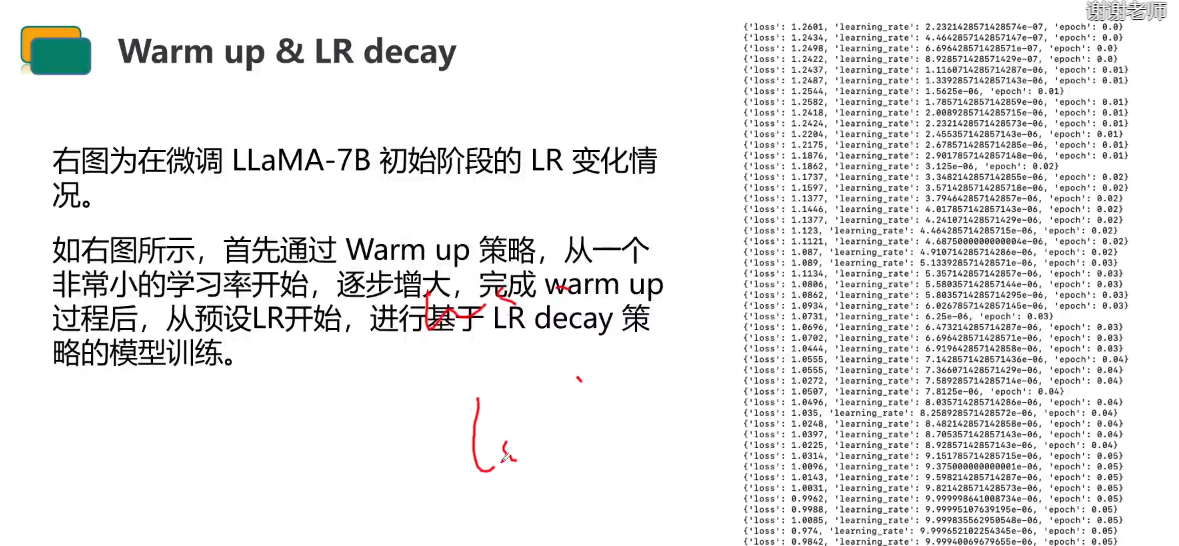 谢谢老师
Warm up & LR decay
右图为在微调 LLaMA-7B 初始阶段的 LR 变化情
况。
如右图所示，首先通过 Warm up 策略，从一个
非常小的学习率开始，逐步增大，完成 warm up
过程后，从预设LR开始，进行基于 LR decay 策
略的模型训练。
{'loss': 1.2601, 'learning_rate': 2.2321428571428574e-07, 'epoch': 0.0}
{'loss': 1.2434, 'learning_rate': 4.464285714285715e-07, 'epoch': 0.0}
{'loss': 1.2498, 'learning_rate': 6.696428571428571e-07, 'epoch': 0.0}
{'loss': 1.2422, 'learning_rate': 8.92857142857143e-07, 'epoch': 0.0}
{'loss': 1.2437, 'learning_rate': 1.1160714285714287e-06, 'epoch': 0.01}
{'loss': 1.2487, 'learning_rate': 1.3392857142857143e-06, 'epoch': 0.01}
{'loss': 1.2544, 'learning_rate': 1.5625e-06, 'epoch': 0.01}
{'loss': 1.2582, 'learning_rate': 1.7857142857142859e-06, 'epoch': 0.01}
{'loss': 1.2418, 'learning_rate': 2.0089285714285715e-06, 'epoch': 0.01}
{'loss': 1.2424, 'learning_rate': 2.2321428571428573e-06, 'epoch': 0.01}
{'loss': 1.2204, 'learning_rate': 2.455357142857143e-06, 'epoch': 0.01}
{'loss': 1.2175, 'learning_rate': 2.6785714285714285e-06, 'epoch': 0.01}
{'loss': 1.1876, 'learning_rate': 2.901785714285715e-06, 'epoch': 0.01}
{'loss': 1.1862, 'learning_rate': 3.125e-06, 'epoch': 0.02}
{'loss': 1.1737, 'learning_rate': 3.348214285714286e-06, 'epoch': 0.02}
{'loss': 1.1597, 'learning_rate': 3.5714285714285718e-06, 'epoch': 0.02}
{'loss': 1.1377, 'learning_rate': 3.794642857142857e-06, 'epoch': 0.02}
{'loss': 1.1446, 'learning_rate': 4.017857142857143e-06, 'epoch': 0.02}
{'loss': 1.1377, 'learning_rate': 4.241071428571429e-06, 'epoch': 0.02}
{'loss': 1.123, 'learning_rate': 4.464285714285715e-06, 'epoch': 0.02}
{'loss': 1.1121, 'learning_rate': 4.6875000000000004e-06, 'epoch': 0.02}
{'loss': 1.087, 'learning_rate': 4.910714285714286e-06, 'epoch': 0.02}
{'loss': 1.089, 'learning_rate': 5.133928571428571e-06, 'epoch': 0.03}
{'loss': 1.1134, 'learning_rate': 5.357142857142857e-06, 'epoch': 0.03}
{'loss': 1.0806, 'learning_rate': 5.580357142857144e-06, 'epoch': 0.03}
{'loss': 1.0862, 'learning_rate': 5.80357142857143e-06, 'epoch': 0.03}
{'loss': 1.0934, 'learning_rate': 6.026785714285715e-06, 'epoch': 0.03}
{'loss': 1.0731, 'learning_rate': 6.25e-06, 'epoch': 0.03}
{'loss': 1.0696, 'learning_rate': 6.473214285714287e-06, 'epoch': 0.03}
{'loss': 1.0702, 'learning_rate': 6.696428571428571e-06, 'epoch': 0.03}
{'loss': 1.0444, 'learning_rate': 6.919642857142858e-06, 'epoch': 0.03}
{'loss': 1.0555, 'learning_rate': 7.1428571428571436e-06, 'epoch': 0.04}
{'loss': 1.0555, 'learning_rate': 7.366071428571429e-06, 'epoch': 0.04}
{'loss': 1.0272, 'learning_rate': 7.589285714285714e-06, 'epoch': 0.04}
{'loss': 1.0507, 'learning_rate': 7.8125e-06, 'epoch': 0.04}
{'loss': 1.0496, 'learning_rate': 8.035714285714286e-06, 'epoch': 0.04}
{'loss': 1.035, 'learning_rate': 8.258928571428572e-06, 'epoch': 0.04}
{'loss': 1.0248, 'learning_rate': 8.482142857142858e-06, 'epoch': 0.04}
{'loss': 1.0397, 'learning_rate': 8.705357142857143e-06, 'epoch': 0.04}
{'loss': 1.0225, 'learning_rate': 8.92857142857143e-06, 'epoch': 0.04}
{'loss': 1.0314, 'learning_rate': 9.151785714285715e-06, 'epoch': 0.05}
{'loss': 1.0096, 'learning_rate': 9.375000000000001e-06, 'epoch': 0.05}
{'loss': 1.0143, 'learning_rate': 9.598214285714287e-06, 'epoch': 0.05}
{'loss': 1.0031, 'learning_rate': 9.821428571428573e-06, 'epoch': 0.05}
{'loss': 0.9962, 'learning_rate': 9.999998641008734e-06, 'epoch': 0.05}
{'loss': 0.9988, 'learning_rate': 9.99995107639195e-06, 'epoch': 0.05}
{'loss': 1.0085, 'learning_rate': 9.999835562950548e-06, 'epoch': 0.05}
{'loss': 0.974, 'learning_rate': 9.999652102254345e-06, 'epoch': 0.05}
{'loss': 0.9842, 'learning_rate': 9.99940069679655e-06, 'epoch': 0.05}